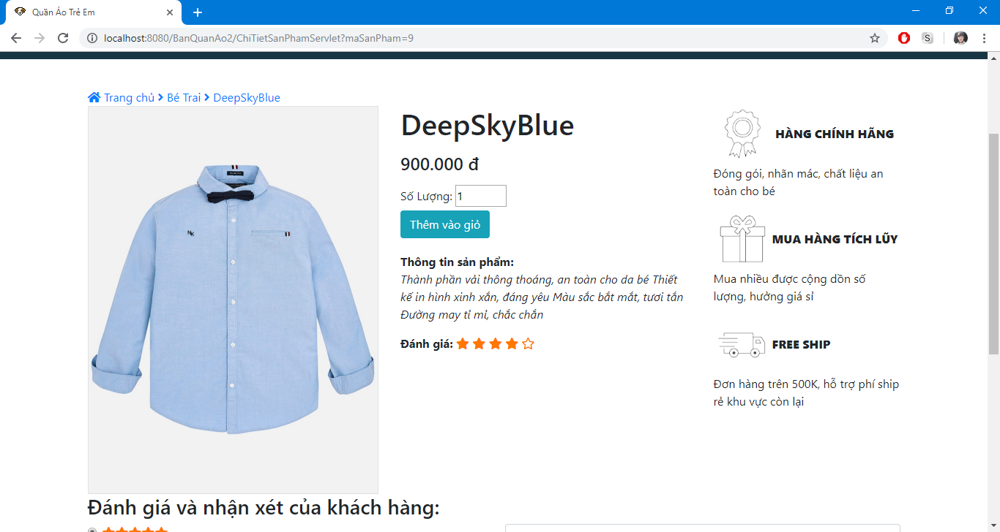 Quần Áo Trẻ Em
localhost:8080/BanQuanAo2/ChiTietSanPhamServlet?maSanPham=9
S
Trang chủ Bé Trai DeepSkyBlue
NK
DeepSkyBlue
900.000 đ
Số Lượng: 1
Thêm vào giỏ
Thông tin sản phẩm:
Thành phần vải thông thoáng, an toàn cho da bé Thiết
kế in hình xinh xắn, đáng yêu Màu sắc bắt mắt, tươi tắn
Đường may tỉ mỉ, chắc chắn
Đánh giá:
HÀNG CHÍNH HÃNG
Đóng gói, nhãn mác, chất liệu an
toàn cho bé
MUA HÀNG TÍCH LŨY
Mua nhiều được cộng dồn số
lượng, hưởng giá sỉ
FREE SHIP
Đơn hàng trên 500K, hỗ trợ phí ship
rẻ khu vực còn lại
Đánh giá và nhận xét của khách hàng: